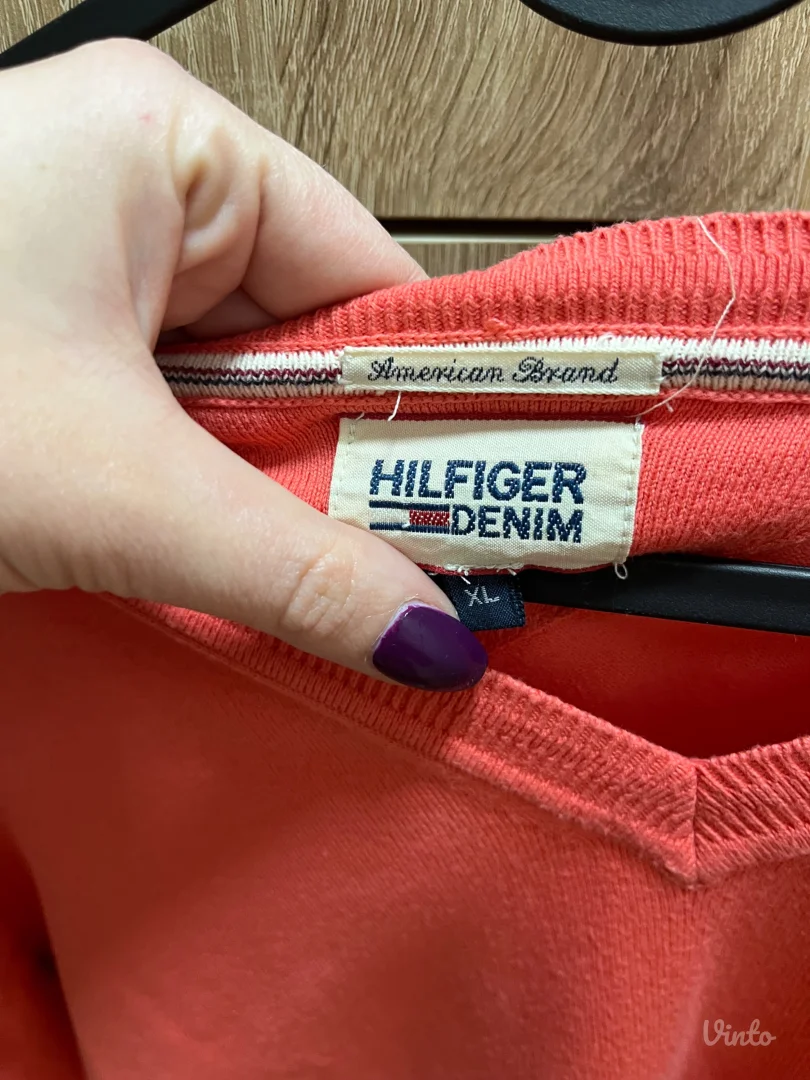 American Brand
HILFIGER
DENIM
XL
Vinto